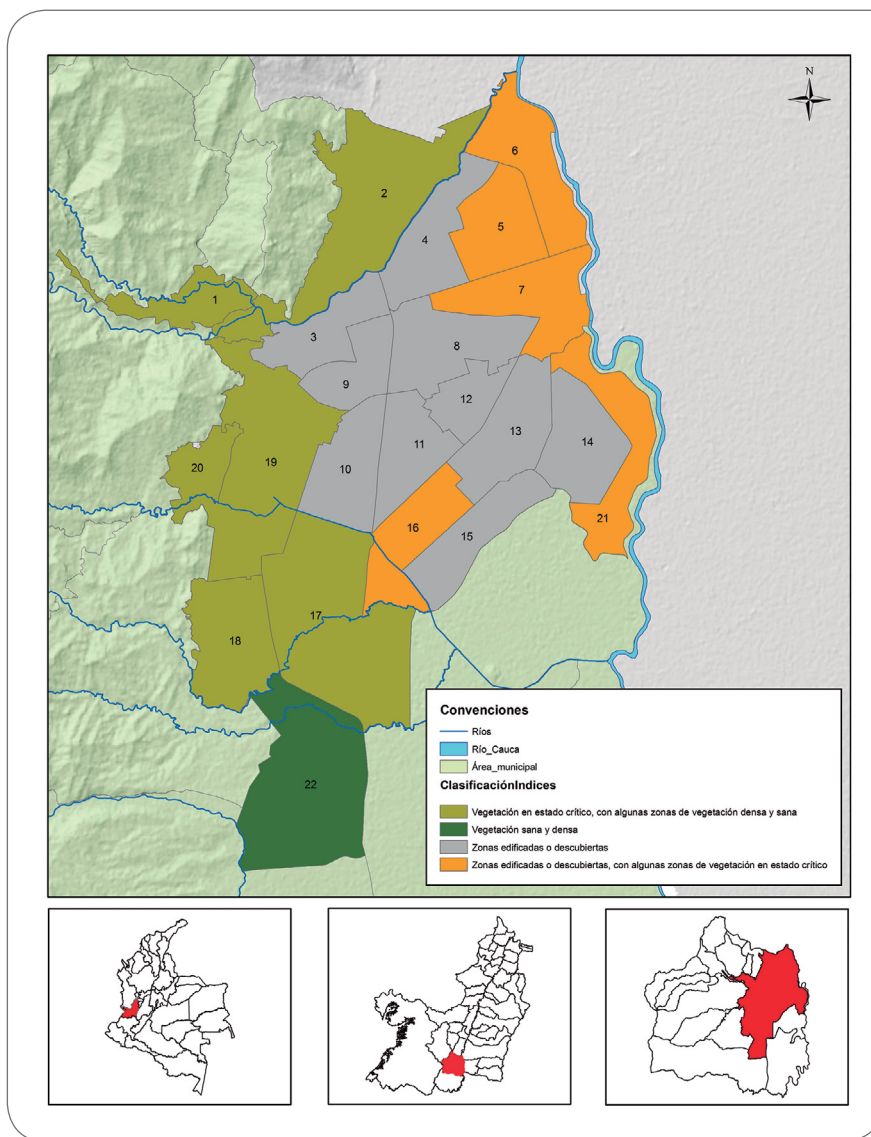 N
6
2
4
5
7
1
3
8
9
12
13
14
11
19
20
10
16
21
15
17
18
22
Convenciones
Ríos
Río_Cauca
Área_municipal
ClasificaciónIndices
Vegetación en estado crítico, con algunas zonas de vegetación densa y sana
Vegetación sana y densa
Zonas edificadas o descubiertas
Zonas edificadas o descubiertas, con algunas zonas de vegetación en estado crítico